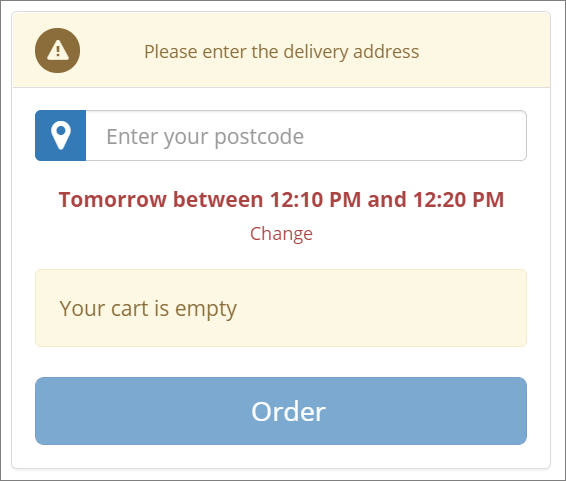 Please enter the delivery address
Enter your postcode
Tomorrow between 12:10 PM and 12:20 PM
Change
Your cart is empty
Order